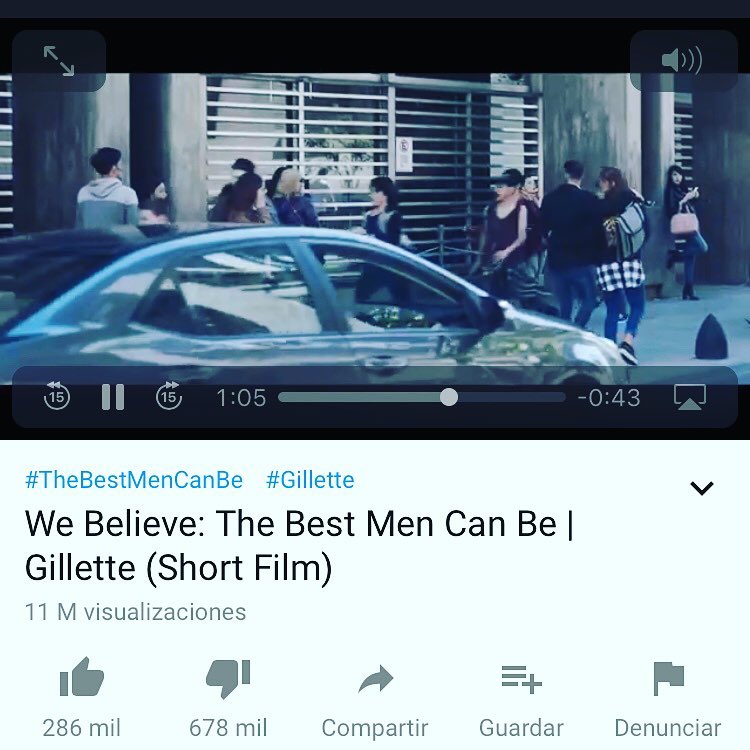 15
15
1:05
-0:43
#TheBestMenCanBe #Gillette
We Believe: The Best Men Can Be |
Gillette (Short Film)
11 M visualizaciones
286 mil
678 mil
Compartir
Guardar
Denunciar